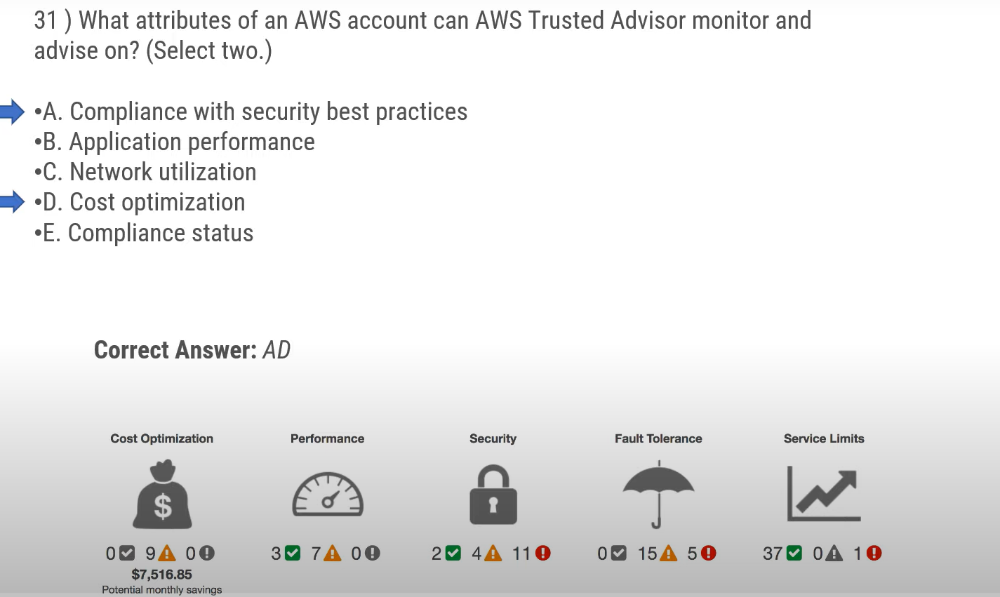 31 ) What attributes of an AWS account can AWS Trusted Advisor monitor and
advise on? (Select two.)
•A. Compliance with security best practices
•B. Application performance
•C. Network utilization
•D. Cost optimization
•E. Compliance status
Correct Answer: AD
Cost Optimization Performance Security Fault Tolerance Service Limits
$
0 9 0 3 7 0 2 4 11 0 15 5 37 0 1
$7,516.85
Potential monthly savings